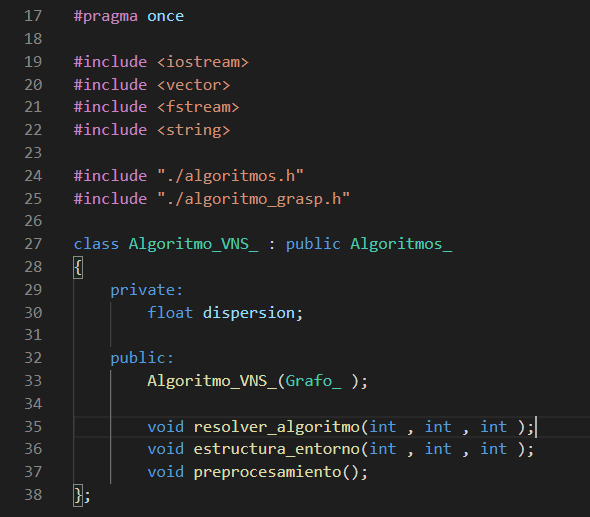 17 #pragma once
18
19 #include <iostream>
20 #include <vector>
21 #include <fstream>
22 #include <string>
23
24 #include "./algoritmos.h"
25 #include "./algoritmo_grasp.h"
26
27 class Algoritmo_VNS_ : public Algoritmos_
28 {
29     private:
30         float dispersion;
31
32     public:
33         Algoritmo_VNS_(Grafo_ );
34
35         void resolver_algoritmo(int , int , int );
36         void estructura_entorno(int , int , int );
37         void preprocesamiento();
38 };